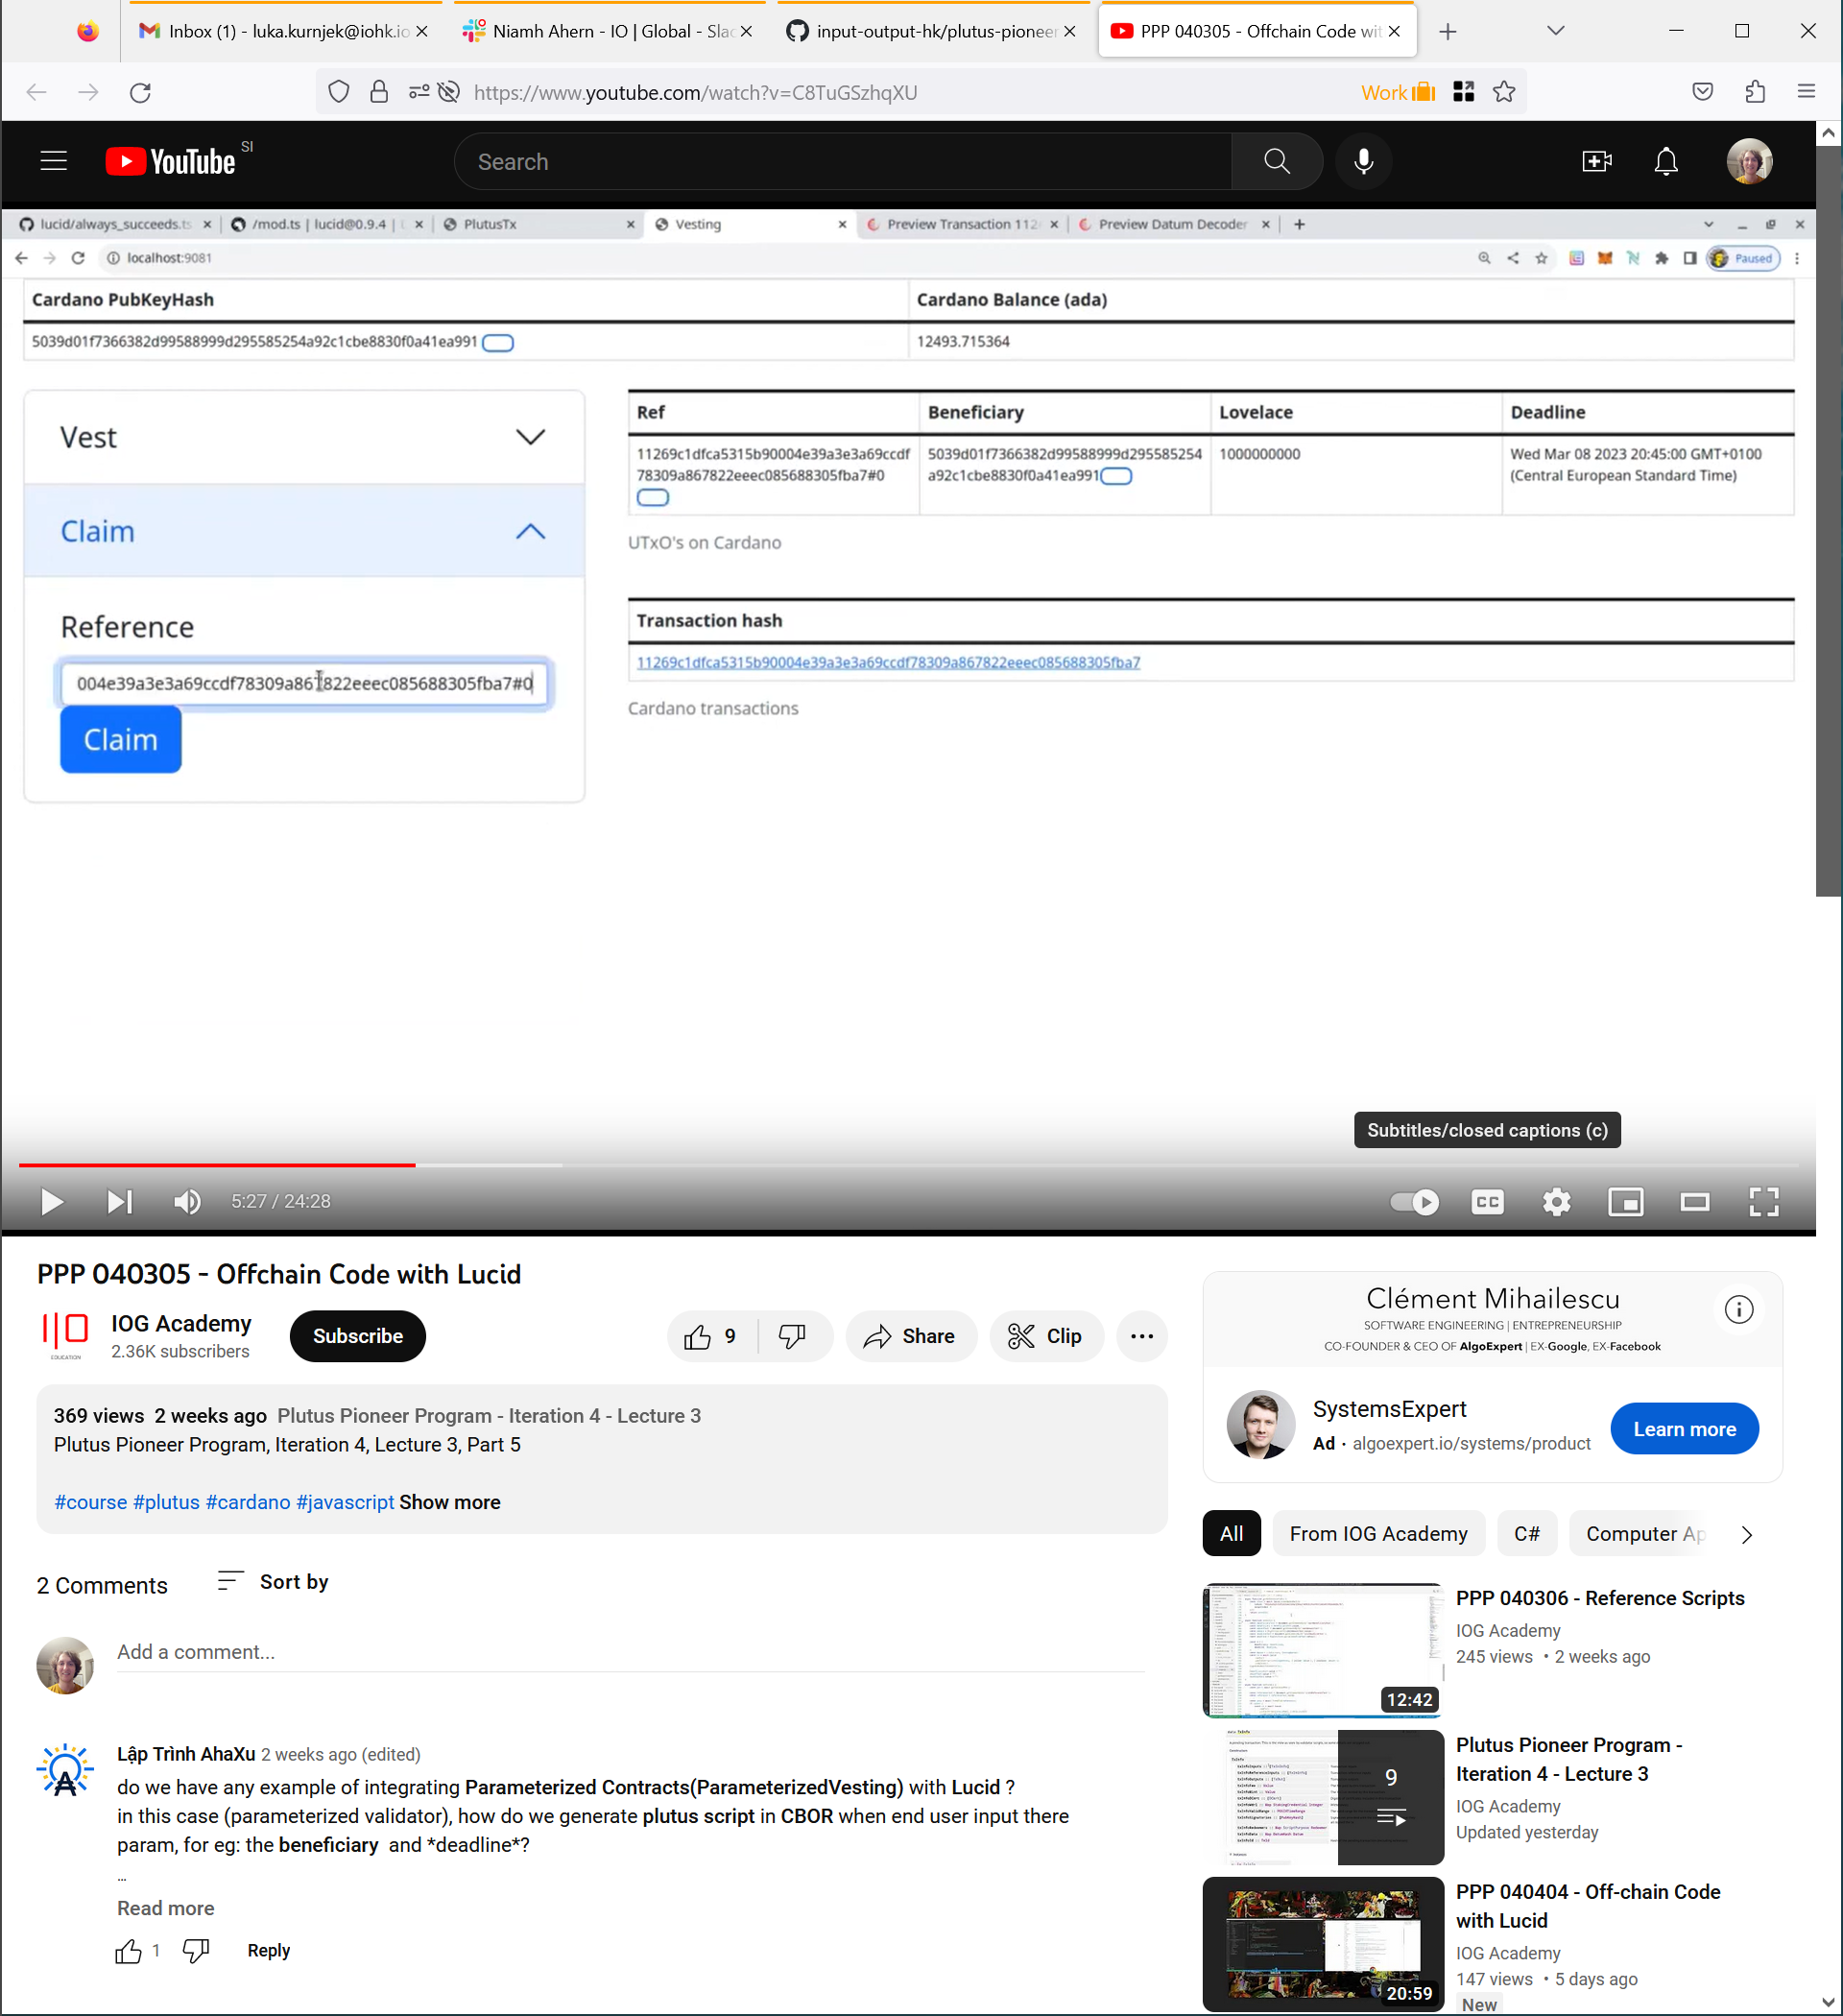 Inbox (1) - luka.kurnjek@iohk.io
Niamh Ahern - IO | Global - Slac
input-output-hk/plutus-pioneer
PPP 040305 - Offchain Code wit
https://www.youtube.com/watch?v=C8TuGSzhqXU
Work
YouTube SI
Search
lucid/always_succeeds.ts
/mod.ts | lucid@0.9.4 |
PlutusTx
Vesting
Preview Transaction 112
Preview Datum Decoder
localhost:9081
Paused
Cardano PubKeyHash
Cardano Balance (ada)
5039d01f7366382d99588999d295585254a92c1cbe8830f0a41ea991
12493.715364
Vest
Claim
Reference
004e39a3e3a69ccdf78309a867822eeec085688305fba7#0
Claim
Ref
Beneficiary
Lovelace
Deadline
11269c1dfca5315b90004e39a3e3a69ccdf
78309a867822eeec085688305fba7#0
5039d01f7366382d99588999d295585254
a92c1cbe8830f0a41ea991
1000000000
Wed Mar 08 2023 20:45:00 GMT+0100
(Central European Standard Time)
UTxO's on Cardano
Transaction hash
11269c1dfca5315b90004e39a3e3a69ccdf78309a867822eeec085688305fba7
Cardano transactions
Subtitles/closed captions (c)
5:27 / 24:28
CC
PPP 040305 - Offchain Code with Lucid
EDUCATION
IOG Academy
2.36K subscribers
Subscribe
9
Share
Clip
369 views 2 weeks ago Plutus Pioneer Program - Iteration 4 - Lecture 3
Plutus Pioneer Program, Iteration 4, Lecture 3, Part 5
#course #plutus #cardano #javascript Show more
2 Comments
Sort by
Add a comment...
Lập Trình AhaXu 2 weeks ago (edited)
do we have any example of integrating Parameterized Contracts(ParameterizedVesting) with Lucid ?
in this case (parameterized validator), how do we generate plutus script in CBOR when end user input there
param, for eg: the beneficiary and *deadline*?
...
Read more
1
Reply
Clément Mihailescu
SOFTWARE ENGINEERING | ENTREPRENEURSHIP
CO-FOUNDER & CEO OF AlgoExpert | EX-Google, EX-Facebook
SystemsExpert
Ad · algoexpert.io/systems/product
Learn more
All
From IOG Academy
C#
Computer Ap
12:42
PPP 040306 - Reference Scripts
IOG Academy
245 views • 2 weeks ago
9
Plutus Pioneer Program -
Iteration 4 - Lecture 3
IOG Academy
Updated yesterday
20:59
PPP 040404 - Off-chain Code
with Lucid
IOG Academy
147 views • 5 days ago
New